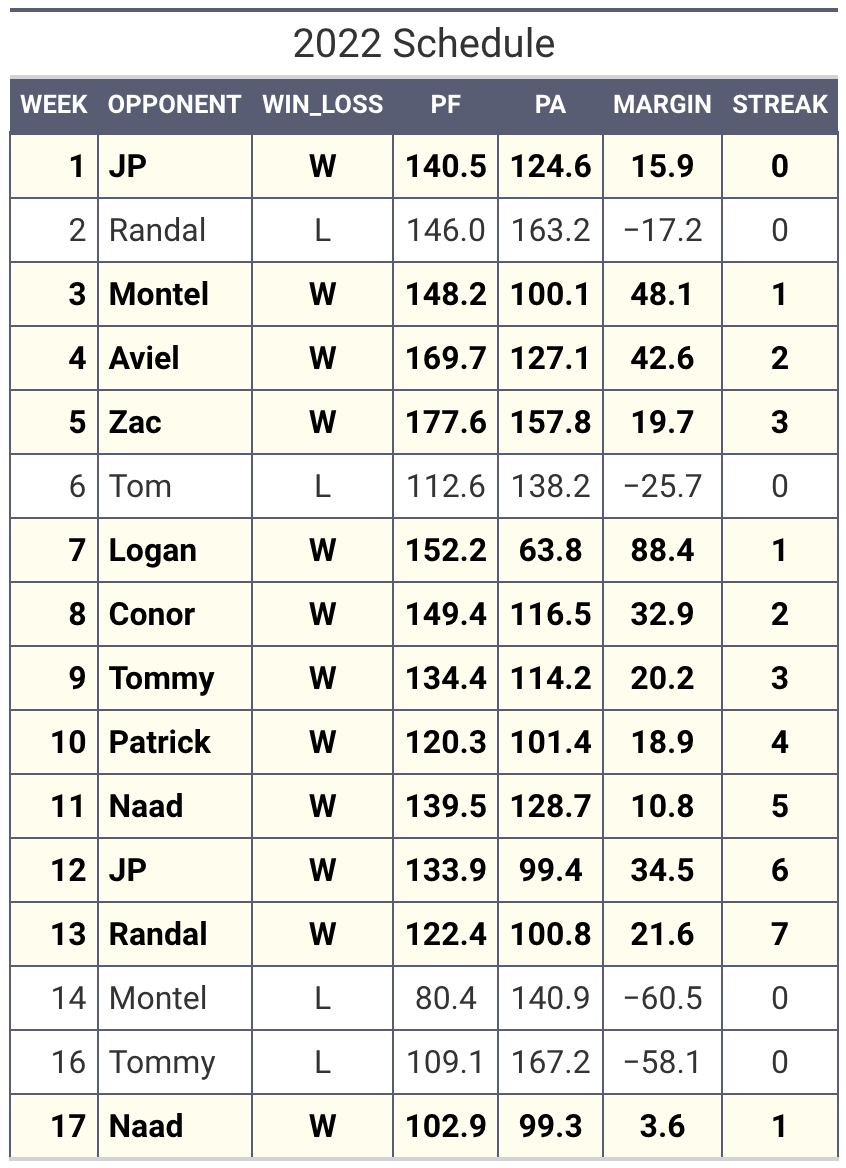 2022 Schedule
WEEK OPPONENT WIN_LOSS PF PA MARGIN STREAK
1 JP W 140.5 124.6 15.9 0
2 Randal L 146.0 163.2 −17.2 0
3 Montel W 148.2 100.1 48.1 1
4 Aviel W 169.7 127.1 42.6 2
5 Zac W 177.6 157.8 19.7 3
6 Tom L 112.6 138.2 −25.7 0
7 Logan W 152.2 63.8 88.4 1
8 Conor W 149.4 116.5 32.9 2
9 Tommy W 134.4 114.2 20.2 3
10 Patrick W 120.3 101.4 18.9 4
11 Naad W 139.5 128.7 10.8 5
12 JP W 133.9 99.4 34.5 6
13 Randal W 122.4 100.8 21.6 7
14 Montel L 80.4 140.9 −60.5 0
16 Tommy L 109.1 167.2 −58.1 0
17 Naad W 102.9 99.3 3.6 1